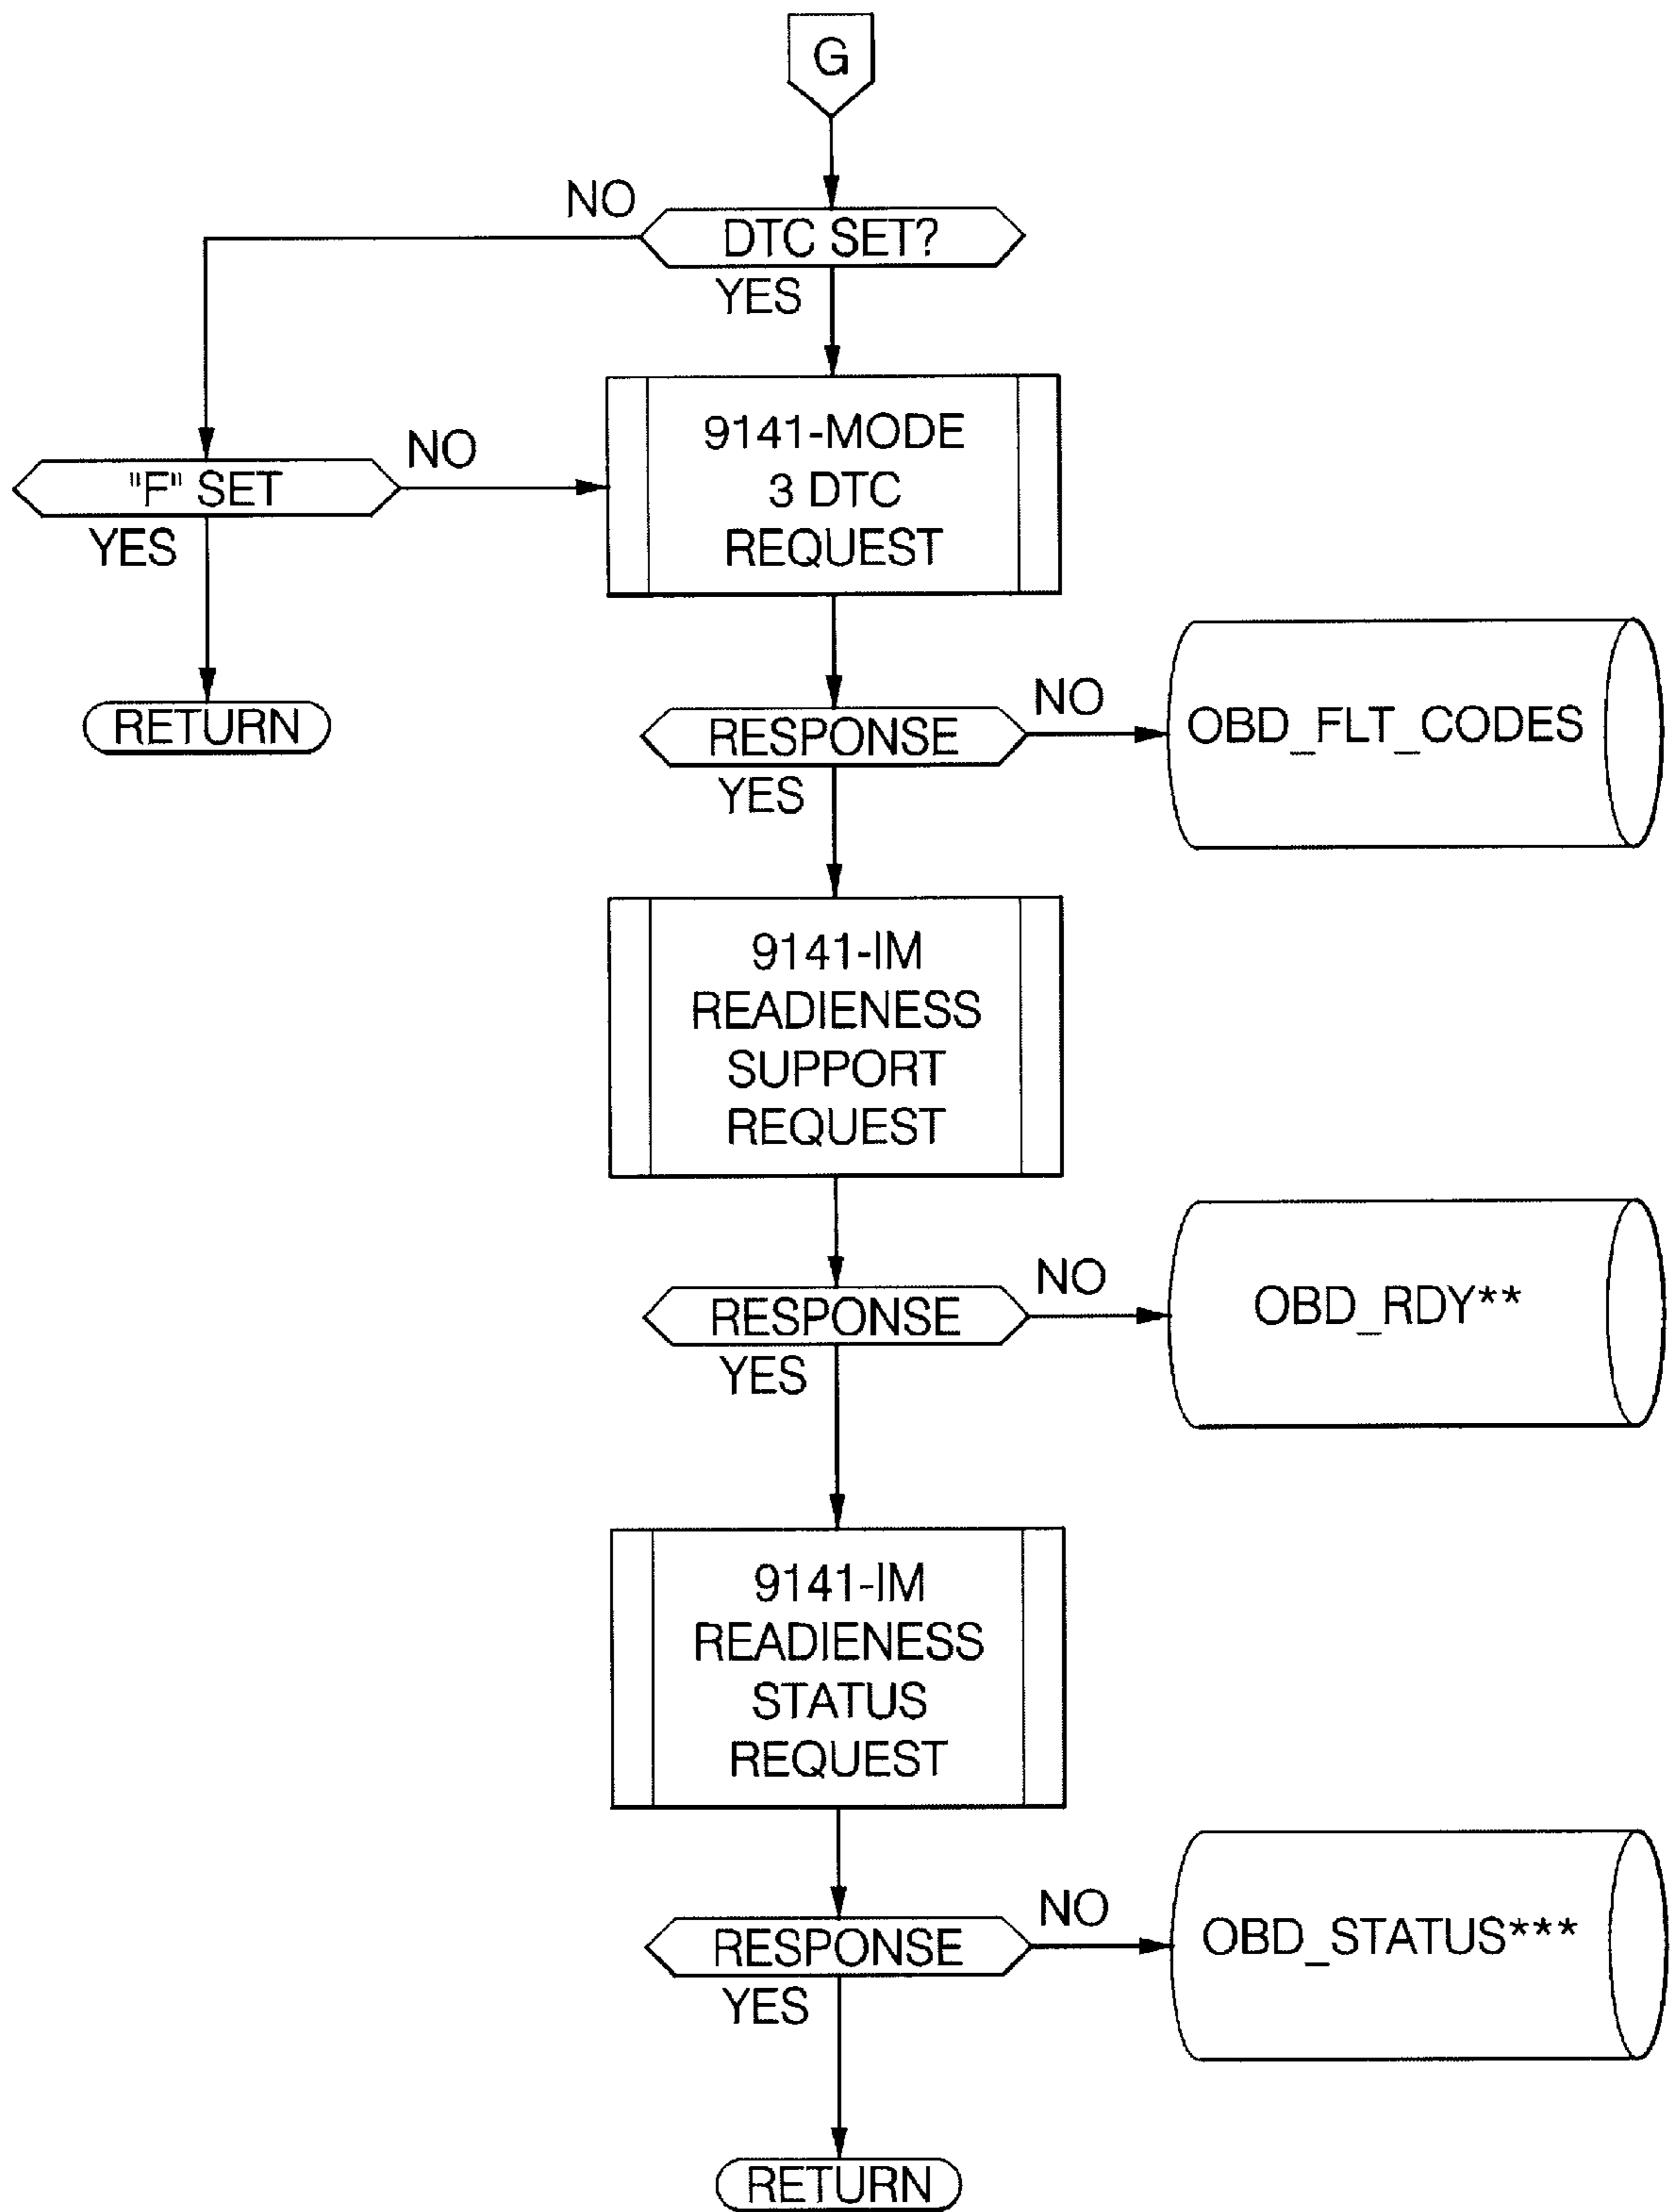 G
NO
DTC SET?
YES
9141-MODE
3 DTC
REQUEST
"F" SET
NO
YES
RETURN
RESPONSE
NO
YES
OBD_FLT_CODES
9141-IM
READIENESS
SUPPORT
REQUEST
RESPONSE
NO
YES
OBD_RDY**
9141-IM
READIENESS
STATUS
REQUEST
RESPONSE
NO
YES
OBD_STATUS***
RETURN